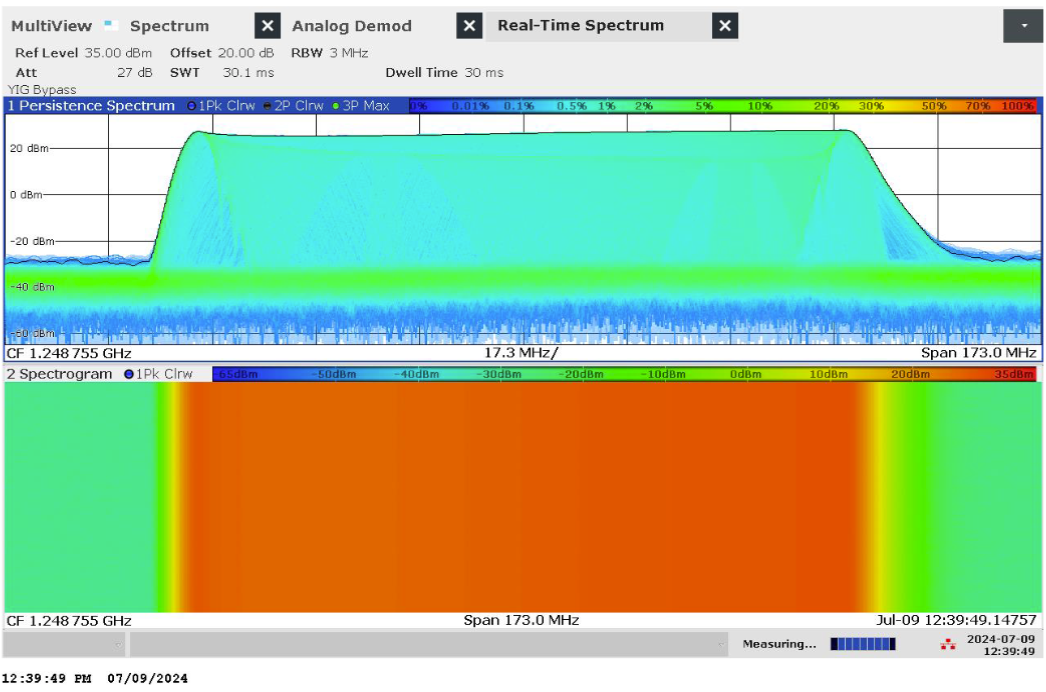 MultiView Spectrum X Analog Demod X Real-Time Spectrum X
Ref Level 35.00 dBm Offset 20.00 dB RBW 3 MHz
Att 27 dB SWT 30.1 ms Dwell Time 30 ms
YIG Bypass
1 Persistence Spectrum 1Pk Clrw 2P Clrw 3P Max 0% 0.01% 0.1% 0.5% 1% 2% 5% 10% 20% 30% 50% 70% 100%
20 dBm
0 dBm
-20 dBm
-40 dBm
-60 dBm
CF 1.248 755 GHz 17.3 MHz/ Span 173.0 MHz
2 Spectrogram 1Pk Clrw -65dBm -50dBm -40dBm -30dBm -20dBm -10dBm 0dBm 10dBm 20dBm 35dBm
CF 1.248 755 GHz Span 173.0 MHz Jul-09 12:39:49.14757
Measuring... 2024-07-09
12:39:49
12:39:49 PM 07/09/2024